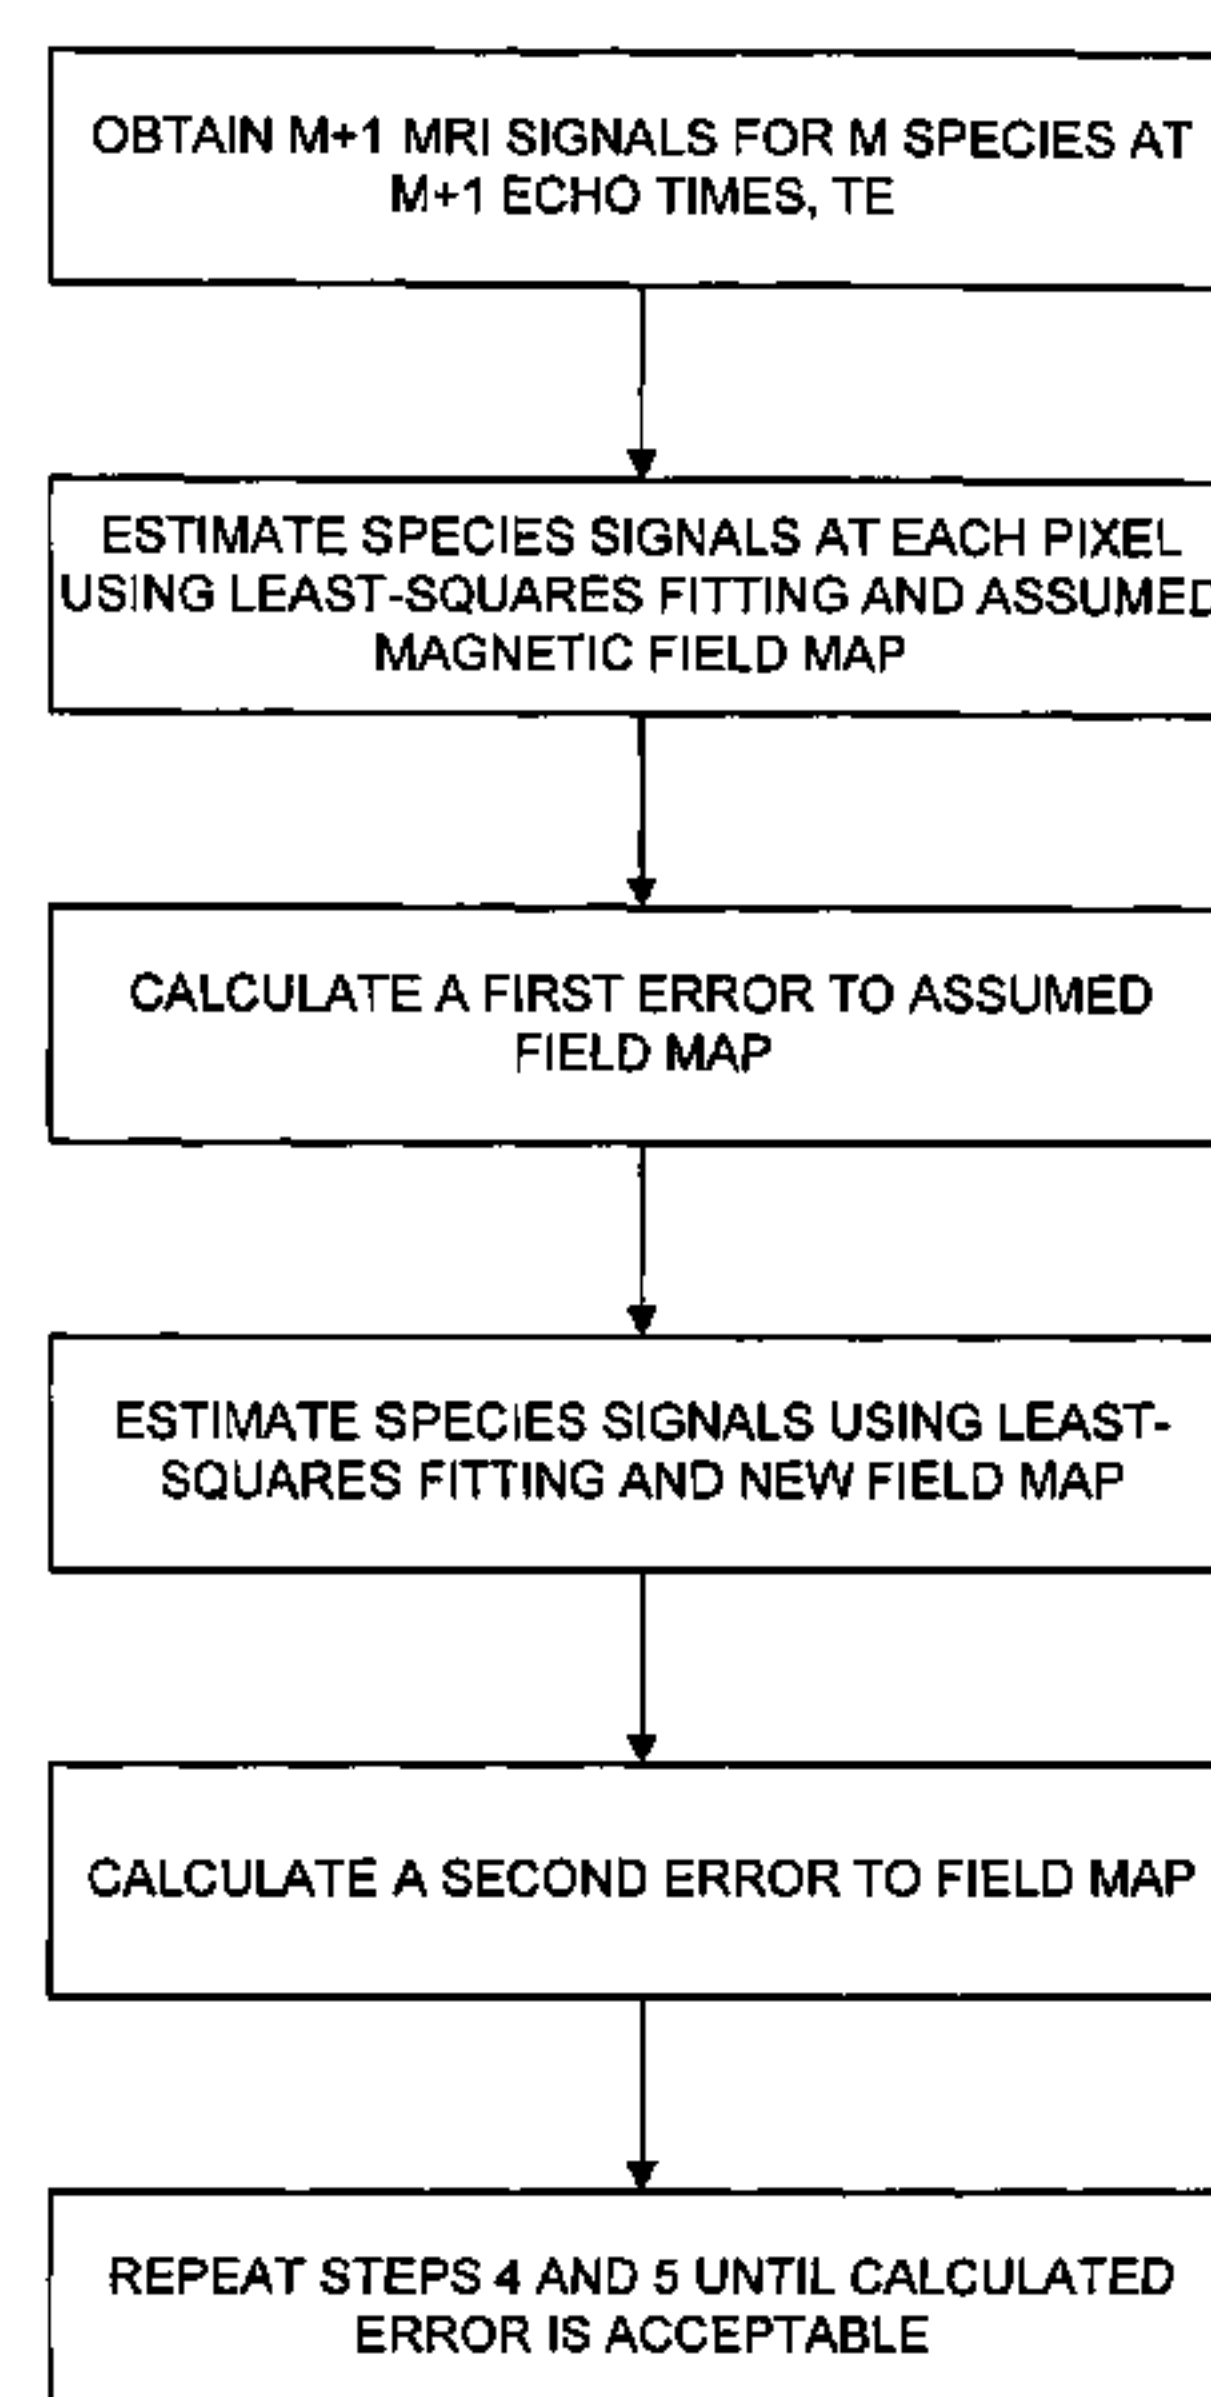 OBTAIN M+1 MRI SIGNALS FOR M SPECIES AT
M+1 ECHO TIMES, TE
ESTIMATE SPECIES SIGNALS AT EACH PIXEL
USING LEAST-SQUARES FITTING AND ASSUMED
MAGNETIC FIELD MAP
CALCULATE A FIRST ERROR TO ASSUMED
FIELD MAP
ESTIMATE SPECIES SIGNALS USING LEAST-
SQUARES FITTING AND NEW FIELD MAP
CALCULATE A SECOND ERROR TO FIELD MAP
REPEAT STEPS 4 AND 5 UNTIL CALCULATED
ERROR IS ACCEPTABLE